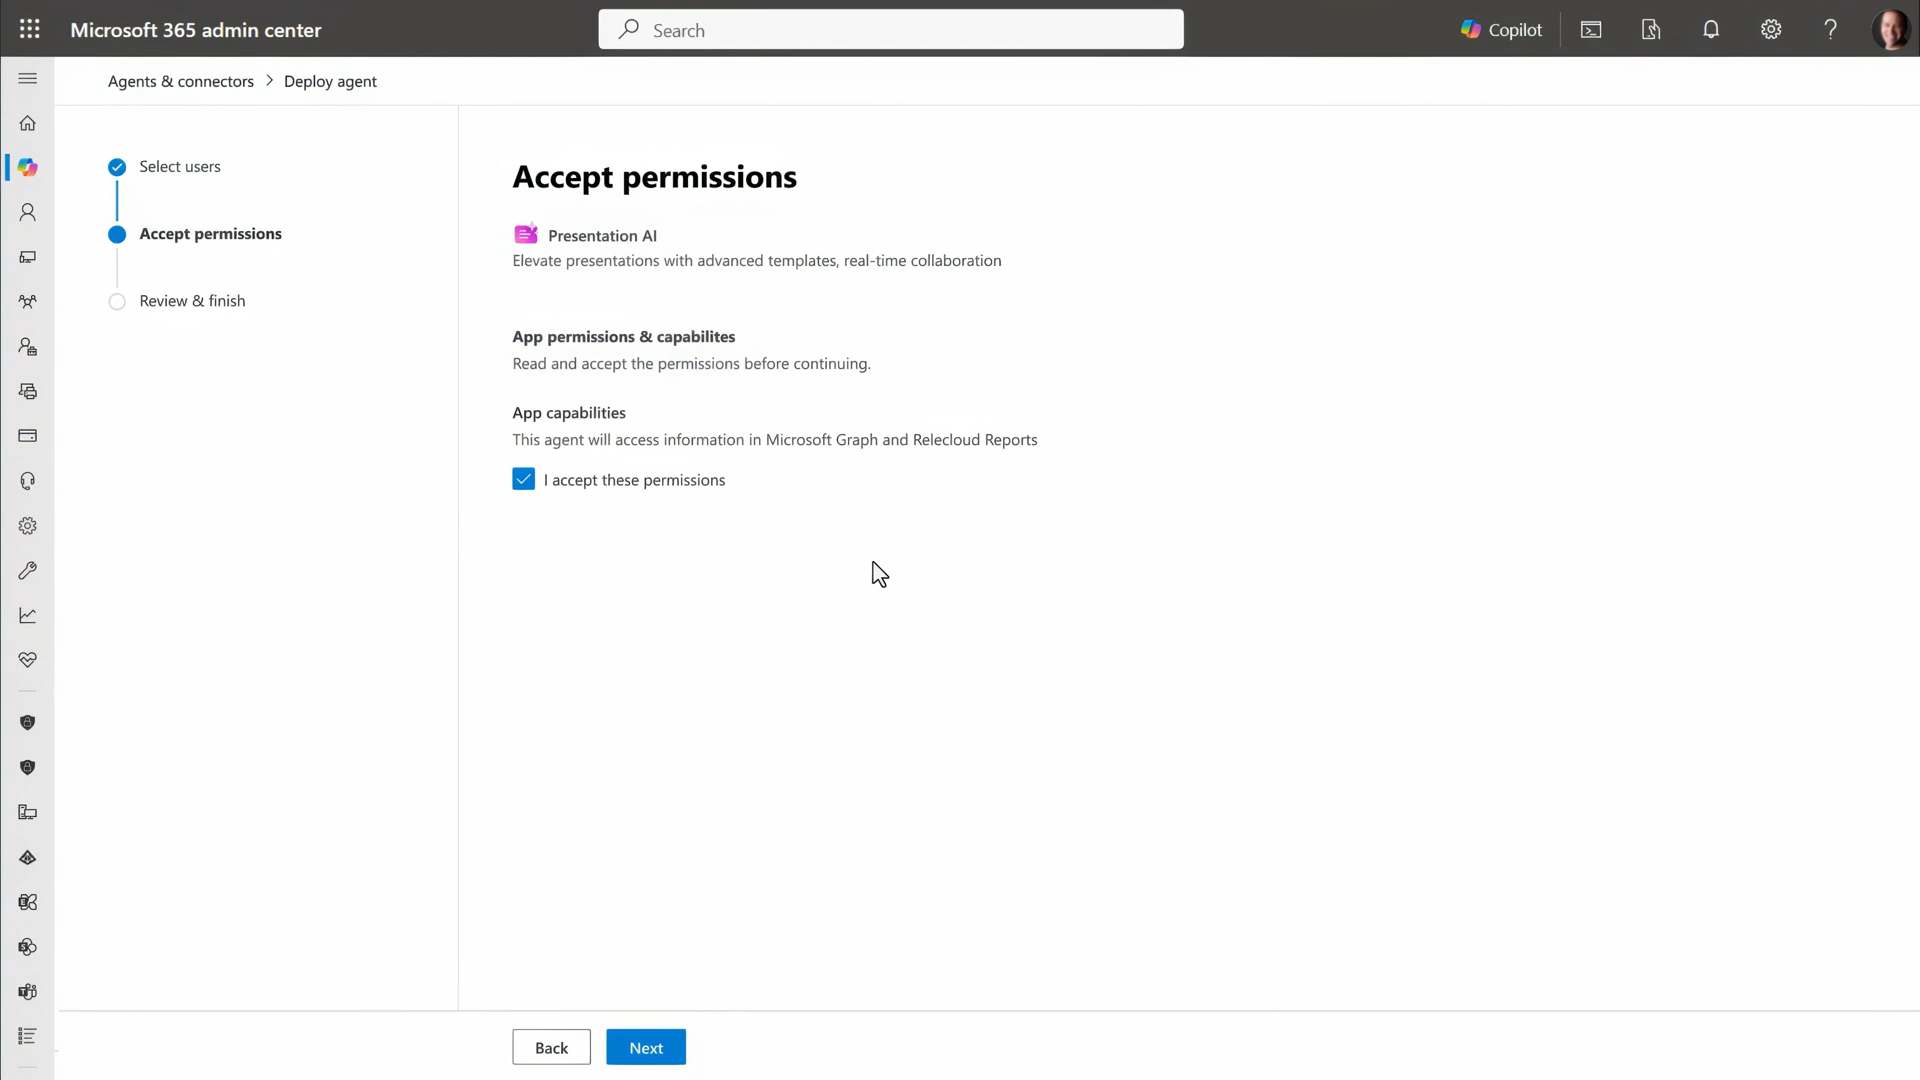 Microsoft 365 admin center
Search
Copilot
Agents & connectors > Deploy agent
Select users
Accept permissions
Review & finish
Accept permissions
Presentation AI
Elevate presentations with advanced templates, real-time collaboration
App permissions & capabilites
Read and accept the permissions before continuing.
App capabilities
This agent will access information in Microsoft Graph and Relecloud Reports
I accept these permissions
Back
Next